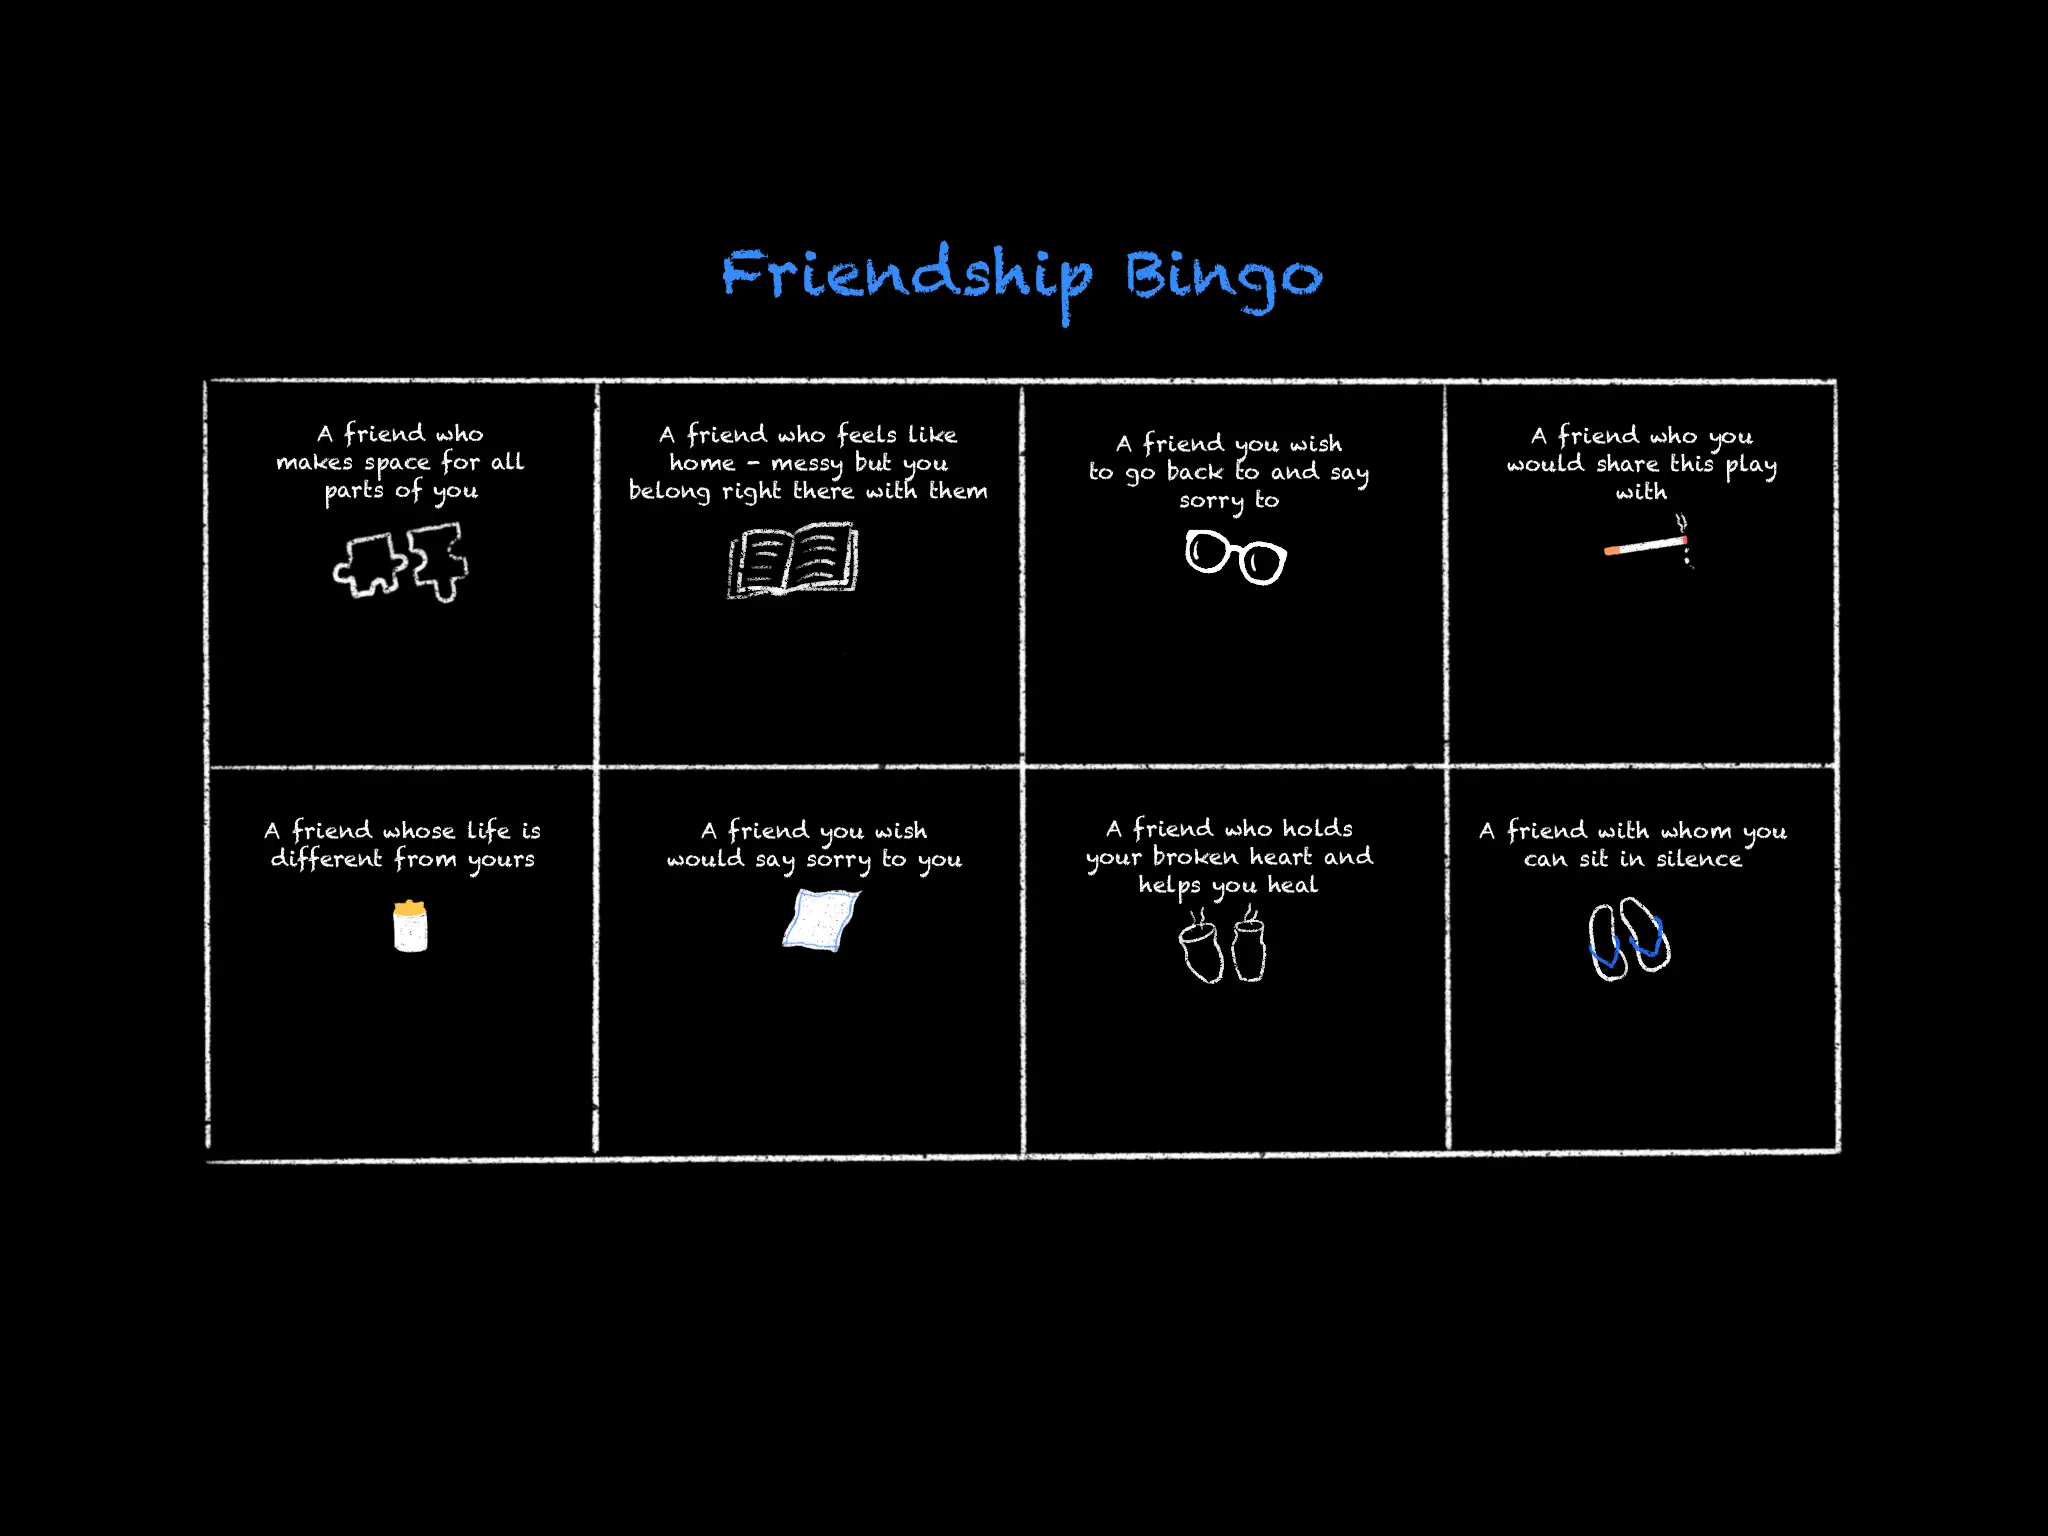 Friendship Bingo
A friend who
makes space for all
parts of you
A friend who feels like
home - messy but you
belong right there with them
A friend you wish
to go back to and say
sorry to
A friend who you
would share this play
with
A friend whose life is
different from yours
A friend you wish
would say sorry to you
A friend who holds
your broken heart and
helps you heal
A friend with whom you
can sit in silence